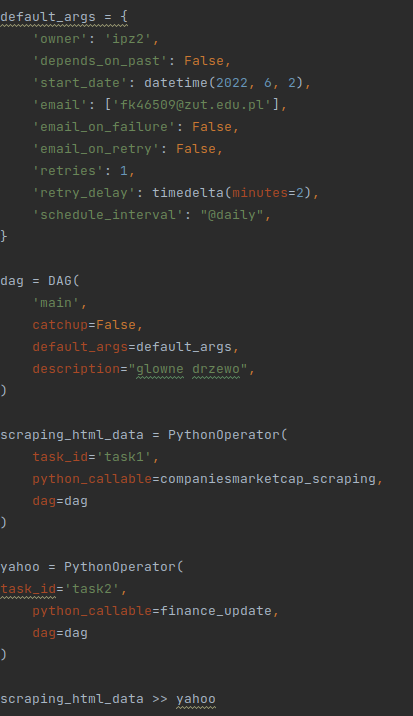 default_args = {
    'owner': 'ipz2',
    'depends_on_past': False,
    'start_date': datetime(2022, 6, 2),
    'email': ['fk46509@zut.edu.pl'],
    'email_on_failure': False,
    'email_on_retry': False,
    'retries': 1,
    'retry_delay': timedelta(minutes=2),
    'schedule_interval': "@daily",
}

dag = DAG(
    'main',
    catchup=False,
    default_args=default_args,
    description="glowne drzewo",
)

scraping_html_data = PythonOperator(
    task_id='task1',
    python_callable=companiesmarketcap_scraping,
    dag=dag
)

yahoo = PythonOperator(
task_id='task2',
    python_callable=finance_update,
    dag=dag
)

scraping_html_data >> yahoo